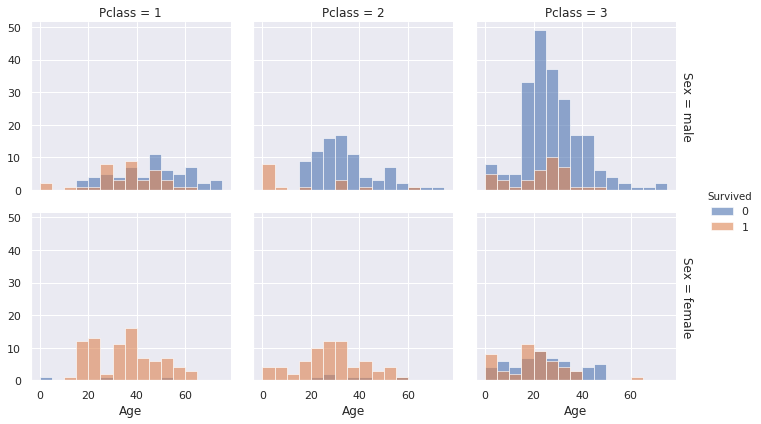 Pclass = 1
Pclass = 2
Pclass = 3
50
40
30
20
10
0
Sex = male
50
40
30
20
10
0
Sex = female
0 20 40 60
Age
0 20 40 60
Age
0 20 40 60
Age
Survived
0
1